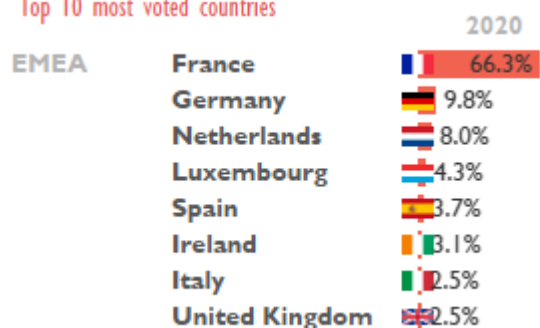 Top 10 most voted countries
2020
EMEA France 66.3%
Germany 9.8%
Netherlands 8.0%
Luxembourg 4.3%
Spain 3.7%
Ireland 3.1%
Italy 2.5%
United Kingdom 2.5%